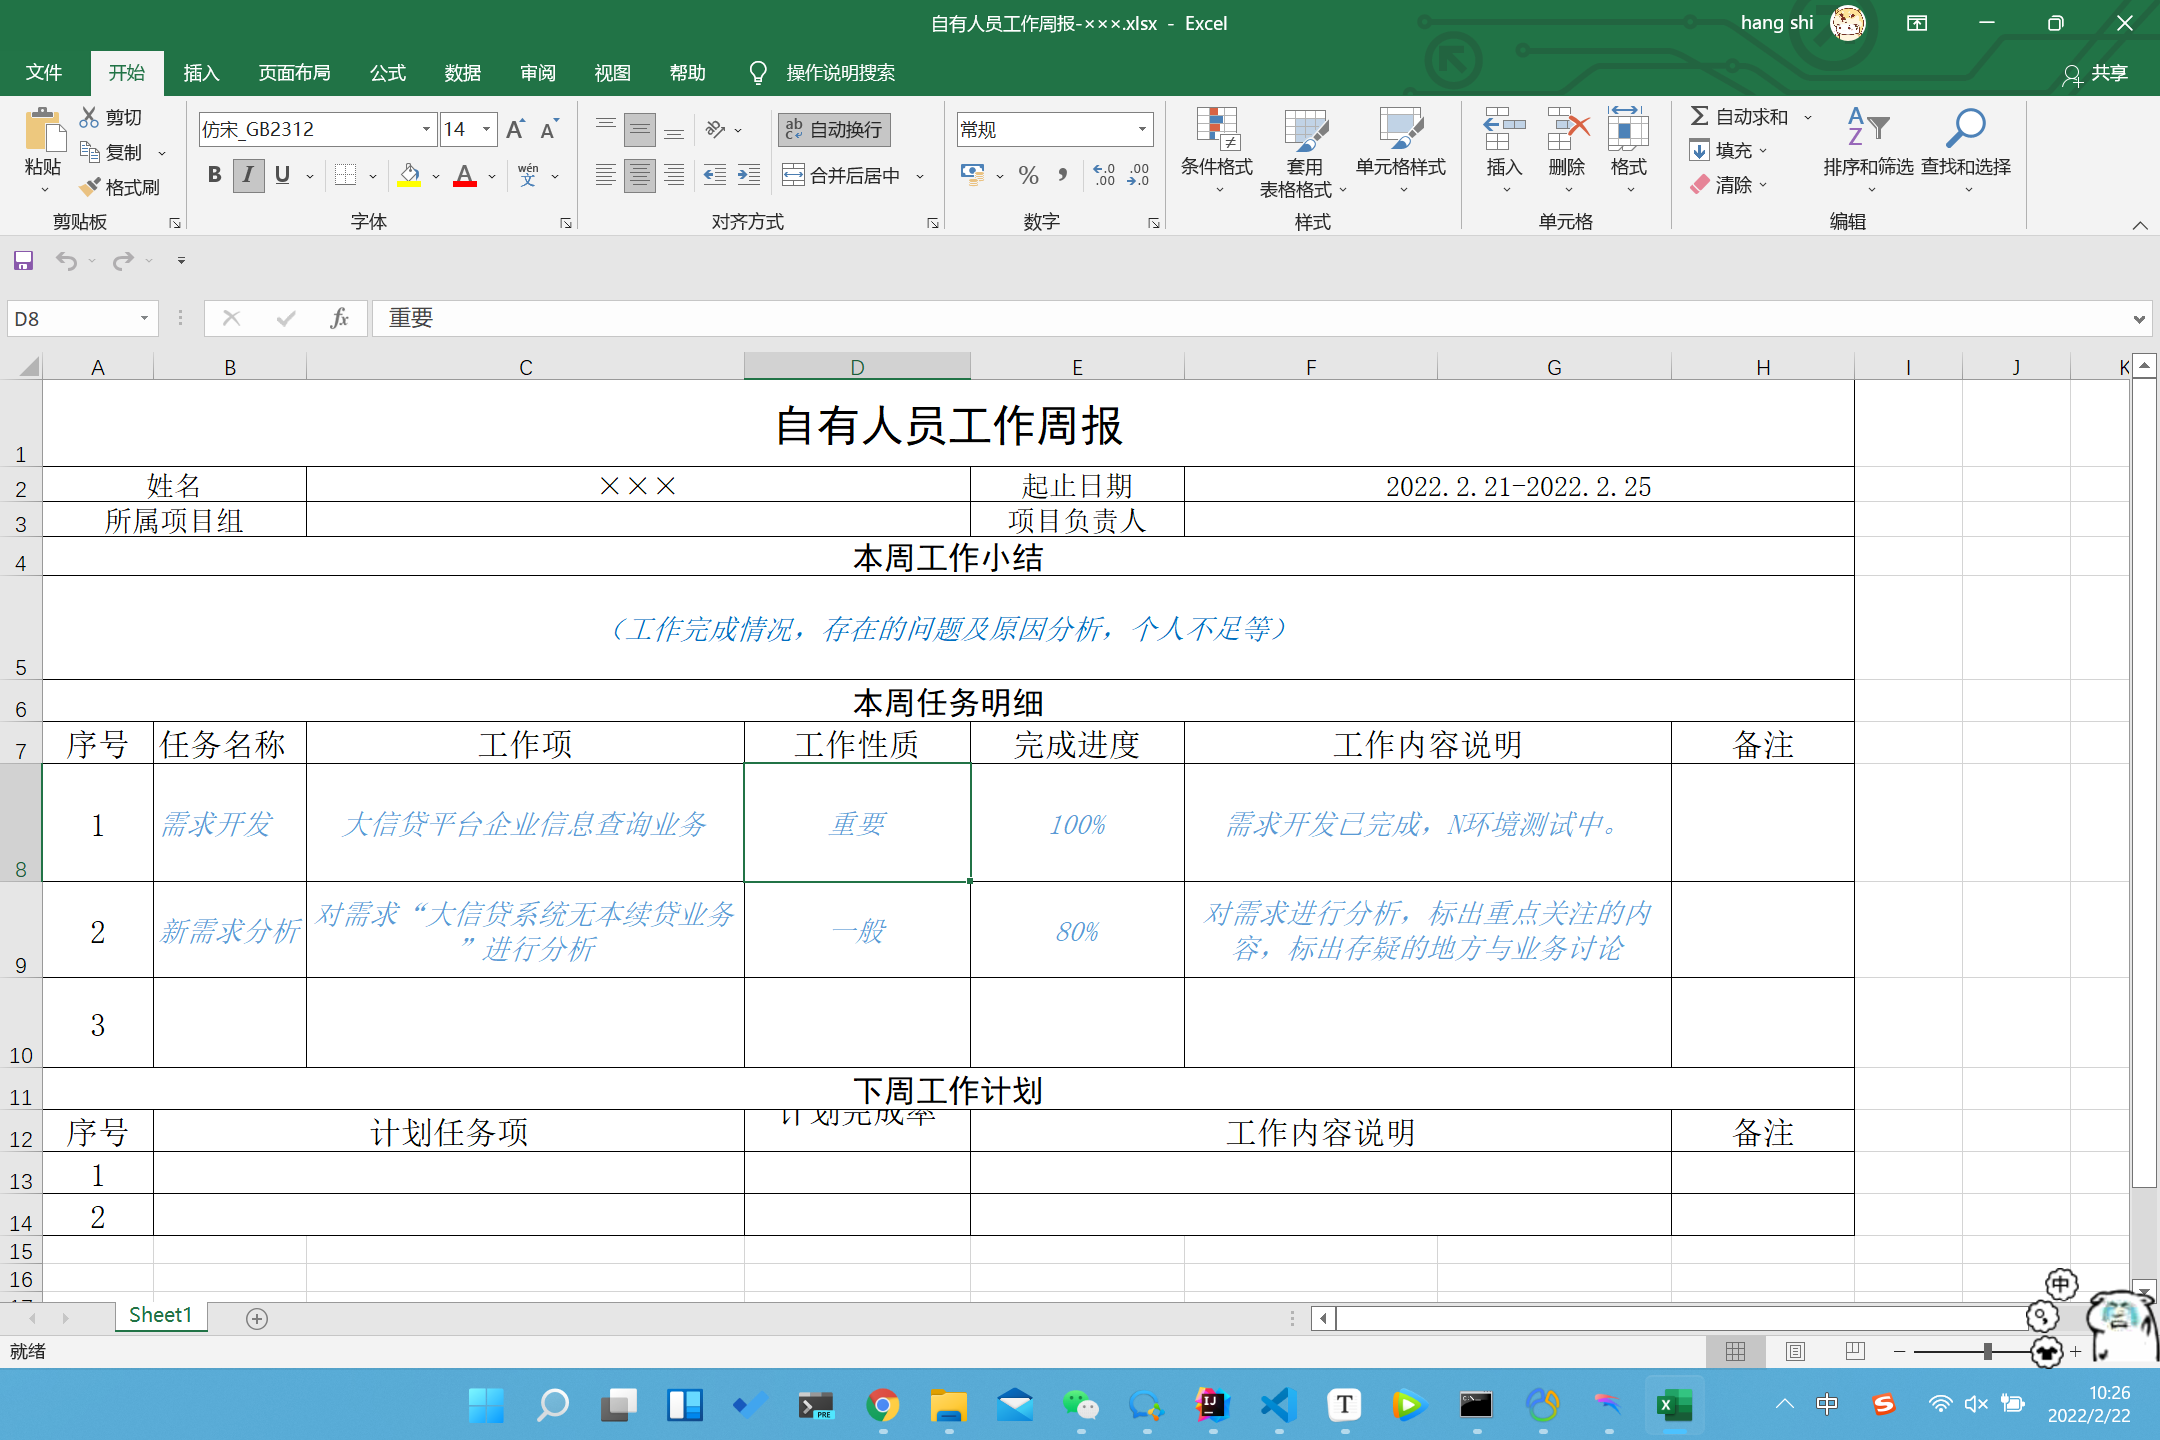 自有人员工作周报-×××.xlsx - Excel
hang shi
文件 开始 插入 页面布局 公式 数据 审阅 视图 帮助 操作说明搜索 共享
粘贴 剪切 复制 格式刷
剪贴板
仿宋_GB2312 14 A A
B I U A wén 文
字体
ab 自动换行
合并后居中
对齐方式
常规
% , .0 .00 .00 .0
数字
条件格式 套用 表格格式 单元格样式
样式
插入 删除 格式
单元格
自动求和 填充 清除 排序和筛选 查找和选择
编辑
D8 fx 重要
A B C D E F G H I J K
1 自有人员工作周报
2 姓名 ××× 起止日期 2022.2.21-2022.2.25
3 所属项目组 项目负责人
4 本周工作小结
5 （工作完成情况，存在的问题及原因分析，个人不足等）
6 本周任务明细
7 序号 任务名称 工作项 工作性质 完成进度 工作内容说明 备注
8 1 需求开发 大信贷平台企业信息查询业务 重要 100% 需求开发已完成，N环境测试中。
9 2 新需求分析 对需求“大信贷系统无本续贷业务
”进行分析 一般 80% 对需求进行分析，标出重点关注的内
容，标出存疑的地方与业务讨论
10 3
11 下周工作计划
12 序号 计划任务项 计划完成率 工作内容说明 备注
13 1
14 2
15
16
Sheet1
就绪
中
中
10:26
2022/2/22